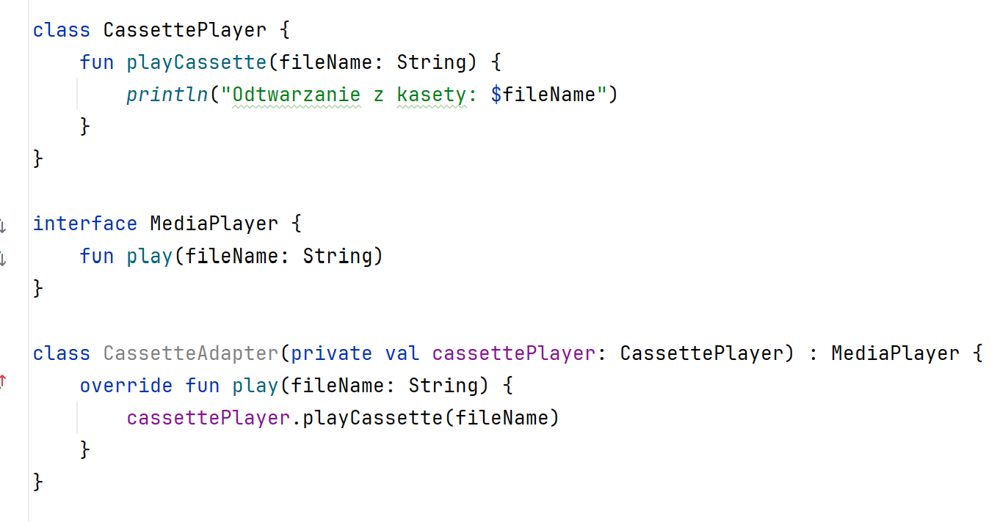 class CassettePlayer {
    fun playCassette(fileName: String) {
        println("Odtwarzanie z kasety: $fileName")
    }
}

interface MediaPlayer {
    fun play(fileName: String)
}

class CassetteAdapter(private val cassettePlayer: CassettePlayer) : MediaPlayer {
    override fun play(fileName: String) {
        cassettePlayer.playCassette(fileName)
    }
}